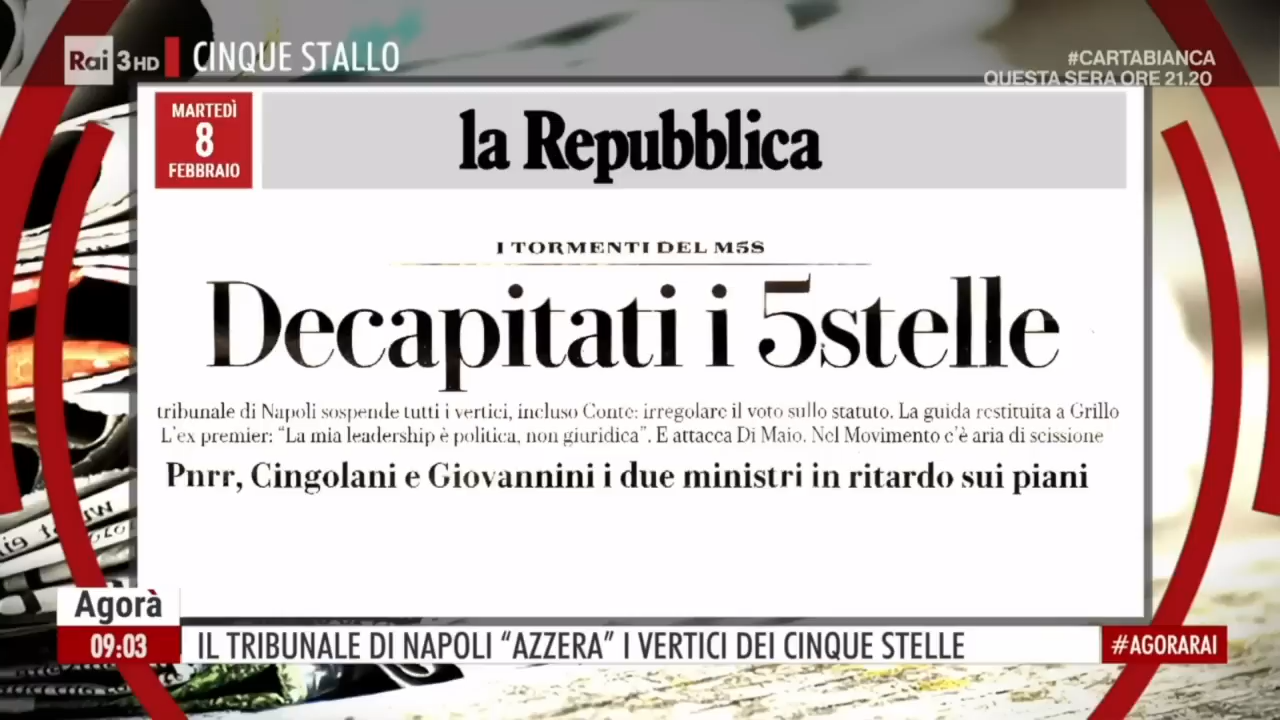 Rai 3HD CINQUE STALLO
#CARTABIANCA
QUESTA SERA ORE 21.20
MARTEDÌ
8
FEBBRAIO
la Repubblica
I TORMENTI DEL M5S
Decapitati i 5stelle
tribunale di Napoli sospende tutti i vertici, incluso Conte: irregolare il voto sullo statuto. La guida restituita a Grillo
L'ex premier: "La mia leadership è politica, non giuridica". E attacca Di Maio. Nel Movimento c'è aria di scissione
Pnrr, Cingolani e Giovannini i due ministri in ritardo sui piani
Agorà
09:03
IL TRIBUNALE DI NAPOLI "AZZERA" I VERTICI DEI CINQUE STELLE
#AGORARAI